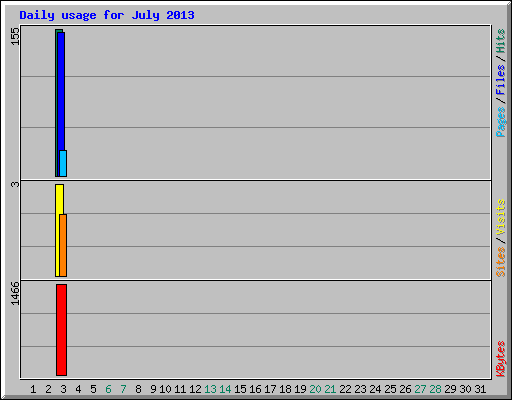 Daily usage for July 2013
155
3
1466
Pages / Files / Hits
Sites / Visits
KBytes
1 2 3 4 5 6 7 8 9 10 11 12 13 14 15 16 17 18 19 20 21 22 23 24 25 26 27 28 29 30 31